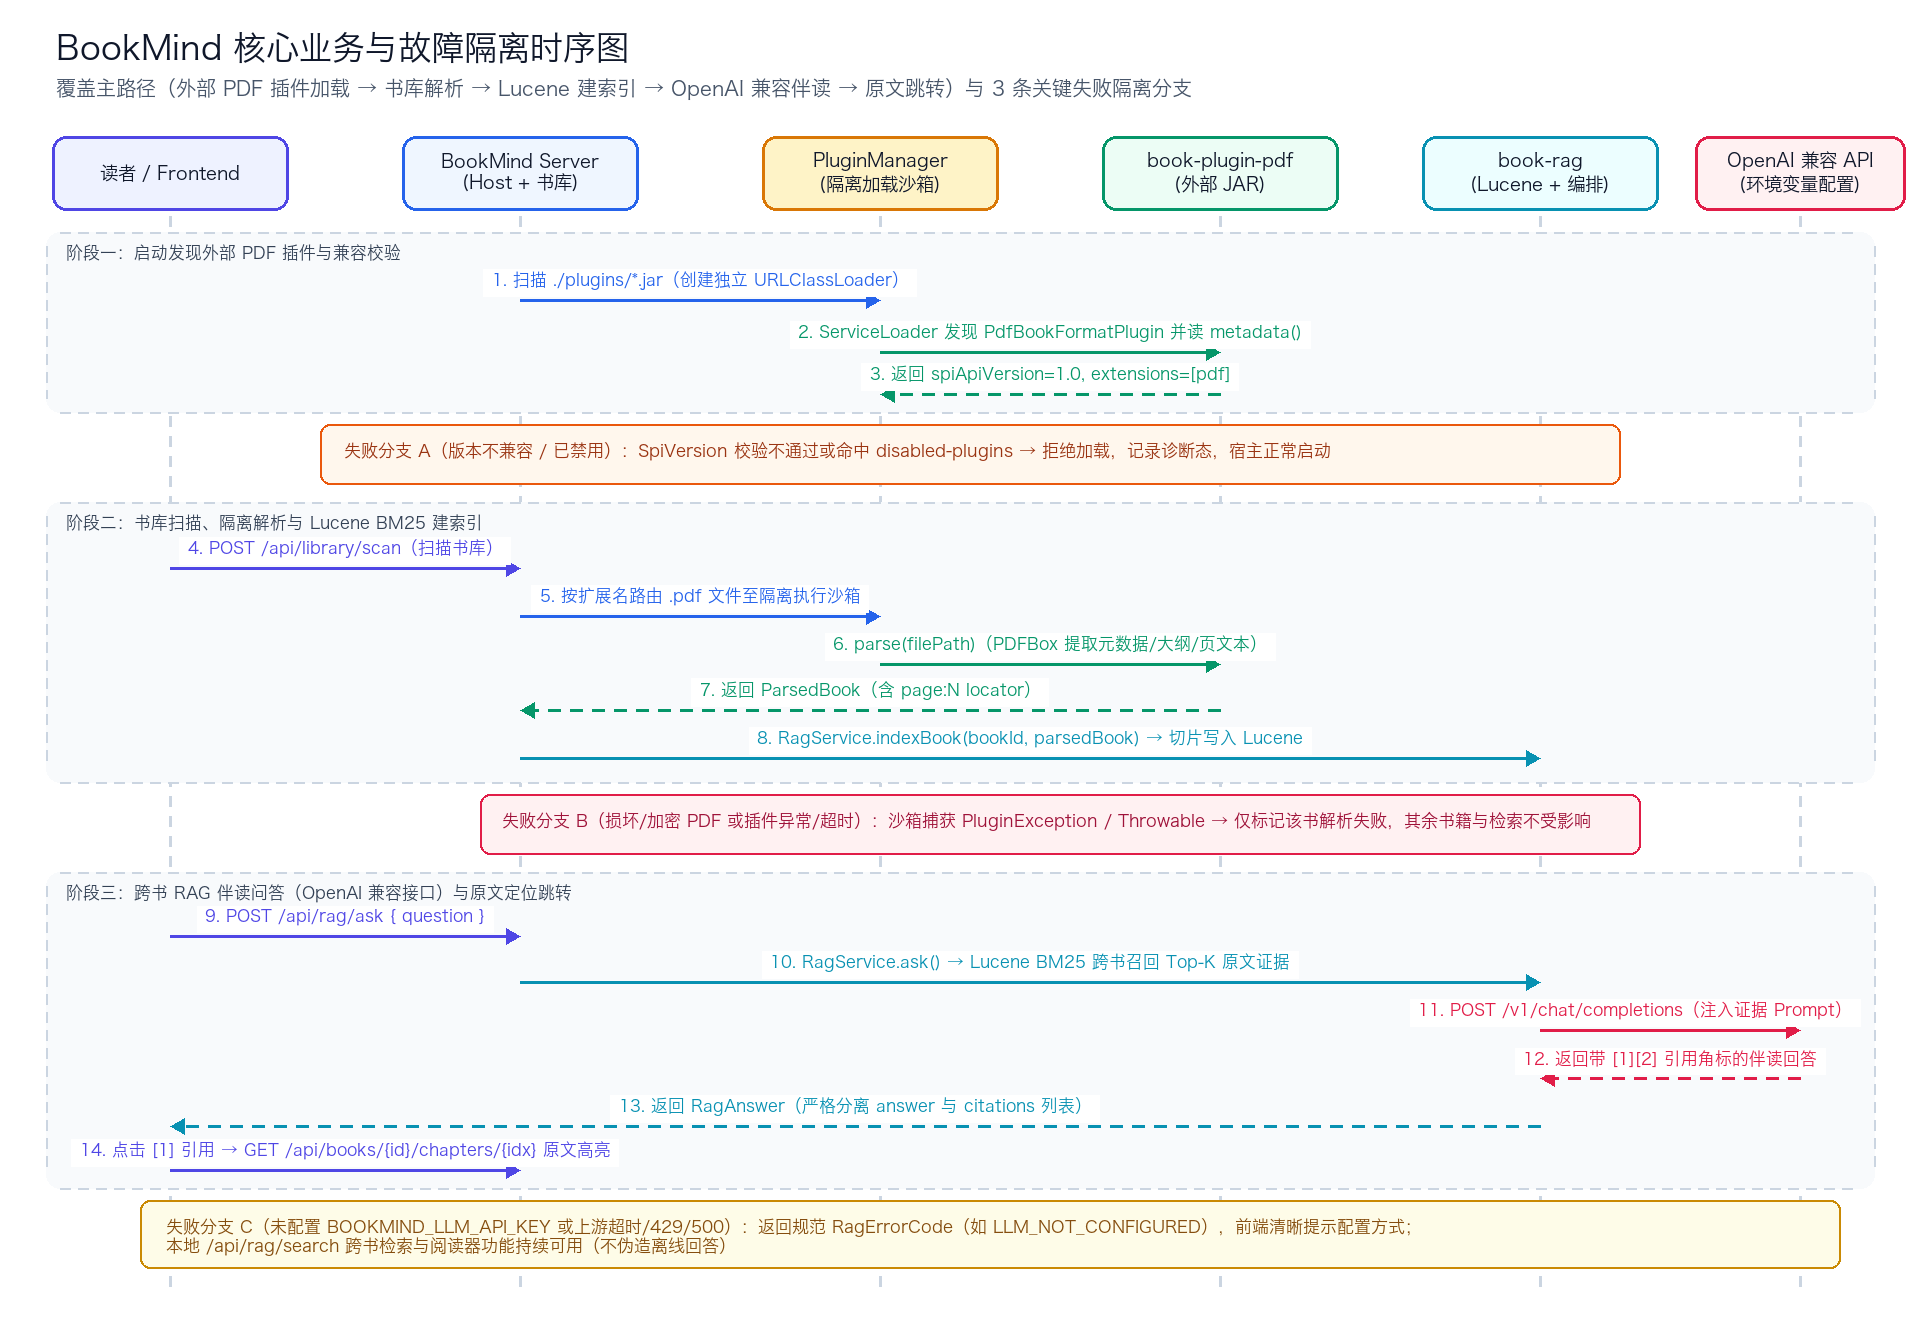 BookMind 核心业务与故障隔离时序图
覆盖主路径（外部 PDF 插件加载 → 书库解析 → Lucene 建索引 → OpenAI 兼容伴读 → 原文跳转）与 3 条关键失败隔离分支
读者 / Frontend
BookMind Server
(Host + 书库)
PluginManager
(隔离加载沙箱)
book-plugin-pdf
(外部 JAR)
book-rag
(Lucene + 编排)
OpenAI 兼容 API
(环境变量配置)
阶段一：启动发现外部 PDF 插件与兼容校验
1. 扫描 ./plugins/*.jar（创建独立 URLClassLoader）
2. ServiceLoader 发现 PdfBookFormatPlugin 并读 metadata()
3. 返回 spiApiVersion=1.0, extensions=[pdf]
失败分支 A（版本不兼容 / 已禁用）：SpiVersion 校验不通过或命中 disabled-plugins → 拒绝加载，记录诊断态，宿主正常启动
阶段二：书库扫描、隔离解析与 Lucene BM25 建索引
4. POST /api/library/scan（扫描书库）
5. 按扩展名路由 .pdf 文件至隔离执行沙箱
6. parse(filePath)（PDFBox 提取元数据/大纲/页文本）
7. 返回 ParsedBook（含 page:N locator）
8. RagService.indexBook(bookId, parsedBook) → 切片写入 Lucene
失败分支 B（损坏/加密 PDF 或插件异常/超时）：沙箱捕获 PluginException / Throwable → 仅标记该书解析失败，其余书籍与检索不受影响
阶段三：跨书 RAG 伴读问答（OpenAI 兼容接口）与原文定位跳转
9. POST /api/rag/ask { question }
10. RagService.ask() → Lucene BM25 跨书召回 Top-K 原文证据
11. POST /v1/chat/completions（注入证据 Prompt）
12. 返回带 [1][2] 引用角标的伴读回答
13. 返回 RagAnswer（严格分离 answer 与 citations 列表）
14. 点击 [1] 引用 → GET /api/books/{id}/chapters/{idx} 原文高亮
失败分支 C（未配置 BOOKMIND_LLM_API_KEY 或上游超时/429/500）：返回规范 RagErrorCode（如 LLM_NOT_CONFIGURED），前端清晰提示配置方式；
本地 /api/rag/search 跨书检索与阅读器功能持续可用（不伪造离线回答）